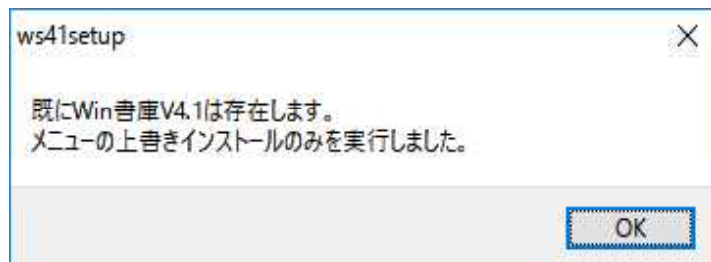 ws41setup
既にWin書庫V4.1は存在します。
メニューの上書きインストールのみを実行しました。
OK